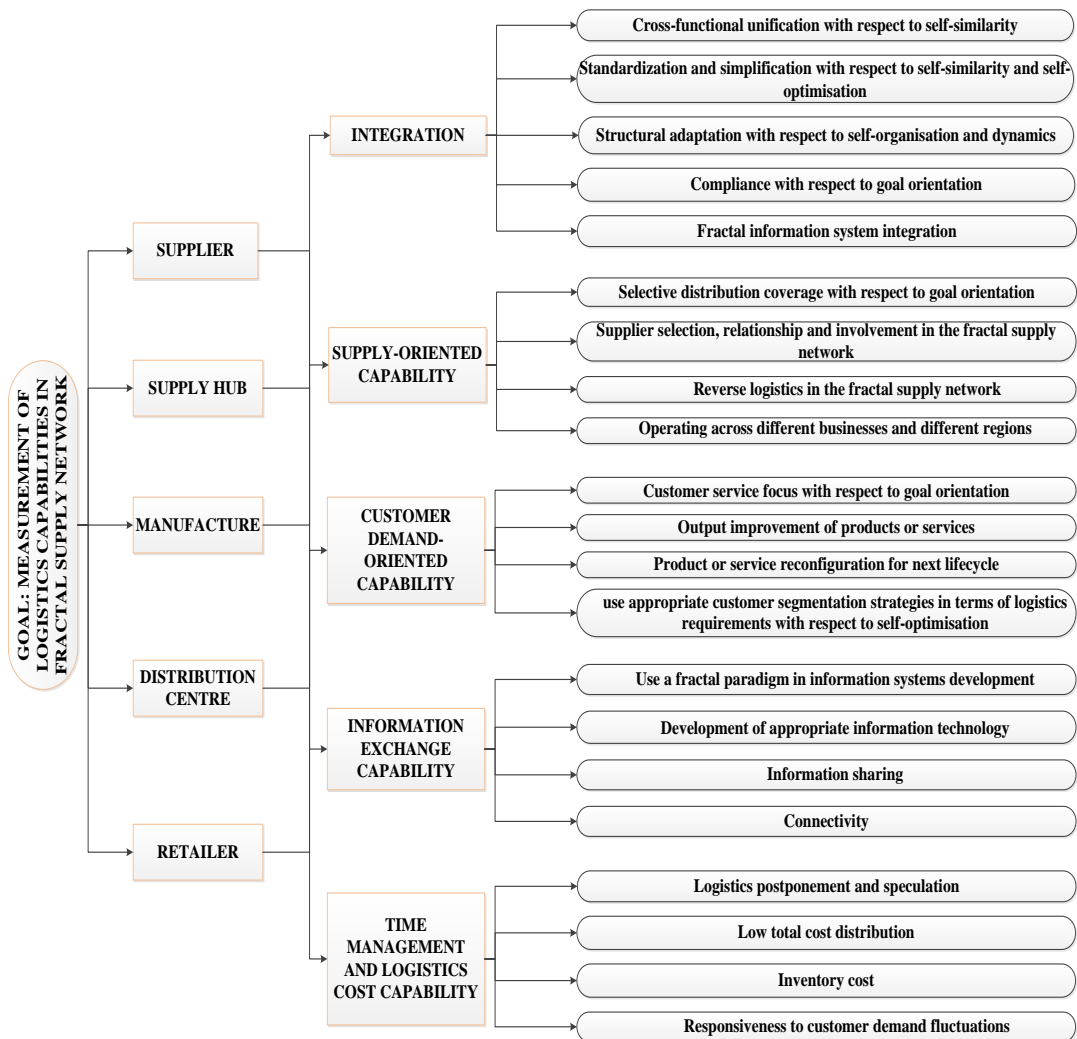 GOAL: MEASUREMENT OF
LOGISTICS CAPABILITIES IN
FRACTAL SUPPLY NETWORK
SUPPLIER
SUPPLY HUB
MANUFACTURE
DISTRIBUTION
CENTRE
RETAILER
INTEGRATION
Cross-functional unification with respect to self-similarity
Standardization and simplification with respect to self-similarity and self-
optimisation
Structural adaptation with respect to self-organisation and dynamics
Compliance with respect to goal orientation
Fractal information system integration
SUPPLY-ORIENTED
CAPABILITY
Selective distribution coverage with respect to goal orientation
Supplier selection, relationship and involvement in the fractal supply
network
Reverse logistics in the fractal supply network
Operating across different businesses and different regions
CUSTOMER
DEMAND-
ORIENTED
CAPABILITY
Customer service focus with respect to goal orientation
Output improvement of products or services
Product or service reconfiguration for next lifecycle
use appropriate customer segmentation strategies in terms of logistics
requirements with respect to self-optimisation
INFORMATION
EXCHANGE
CAPABILITY
Use a fractal paradigm in information systems development
Development of appropriate information technology
Information sharing
Connectivity
TIME
MANAGEMENT
AND LOGISTICS
COST CAPABILITY
Logistics postponement and speculation
Low total cost distribution
Inventory cost
Responsiveness to customer demand fluctuations